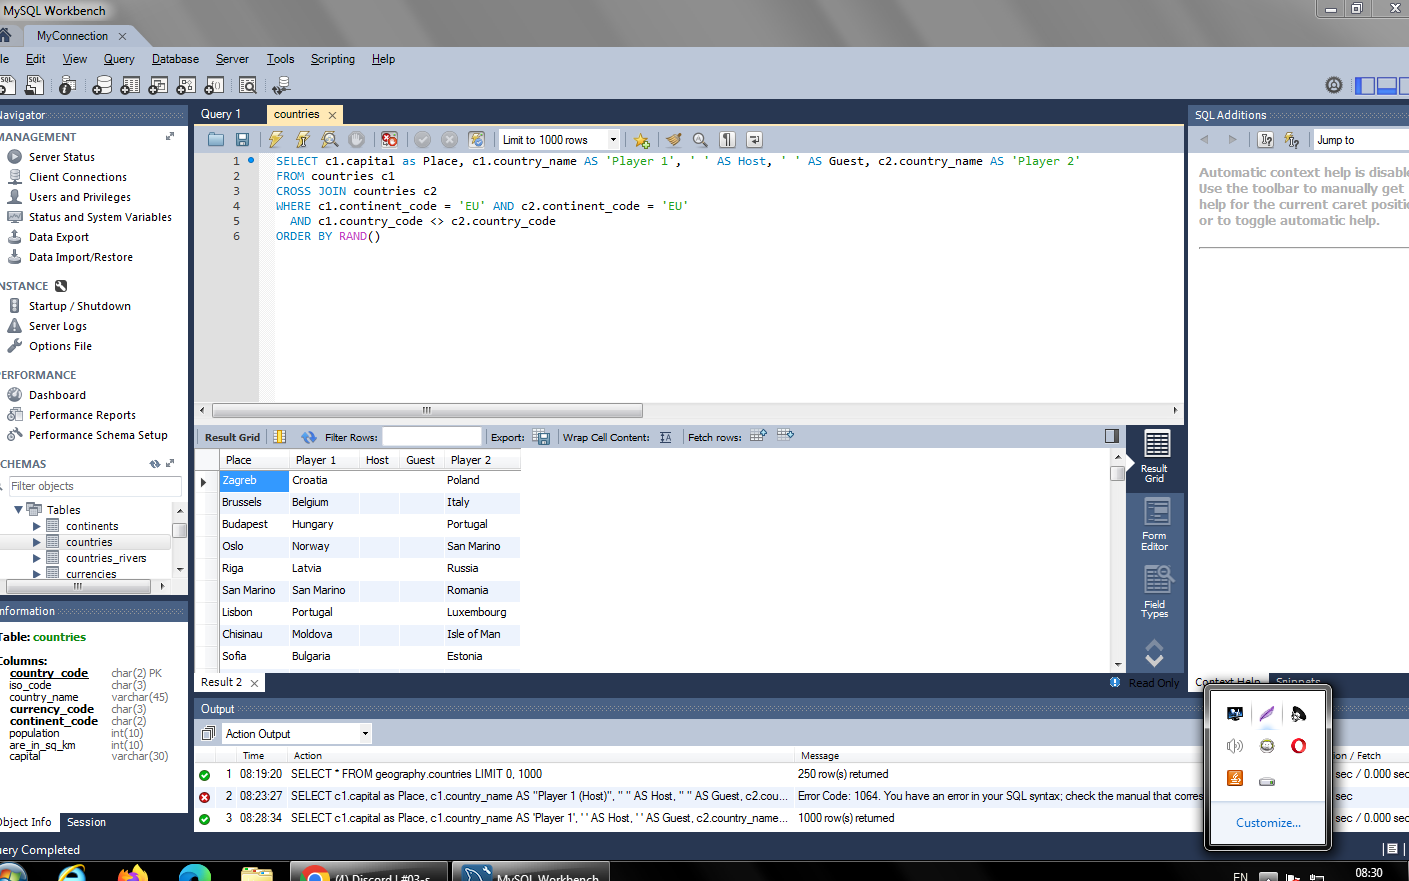 MySQL Workbench
MyConnection
le Edit View Query Database Server Tools Scripting Help
Navigator
MANAGEMENT
Server Status
Client Connections
Users and Privileges
Status and System Variables
Data Export
Data Import/Restore
NSTANCE
Startup / Shutdown
Server Logs
Options File
PERFORMANCE
Dashboard
Performance Reports
Performance Schema Setup
SCHEMAS
Filter objects
Tables
continents
countries
countries_rivers
currencies
Information
Table: countries
Columns:
country_code char(2) PK
iso_code char(3)
country_name varchar(45)
currency_code char(3)
continent_code char(2)
population int(10)
are_in_sq_km int(10)
capital varchar(30)
Object Info Session
Query 1 countries
Limit to 1000 rows
1 SELECT c1.capital as Place, c1.country_name AS 'Player 1', ' ' AS Host, ' ' AS Guest, c2.country_name AS 'Player 2'
2 FROM countries c1
3 CROSS JOIN countries c2
4 WHERE c1.continent_code = 'EU' AND c2.continent_code = 'EU'
5 AND c1.country_code <> c2.country_code
6 ORDER BY RAND()
Result Grid Filter Rows: Export: Wrap Cell Content: Fetch rows:
Place Player 1 Host Guest Player 2
Zagreb Croatia Poland
Brussels Belgium Italy
Budapest Hungary Portugal
Oslo Norway San Marino
Riga Latvia Russia
San Marino San Marino Romania
Lisbon Portugal Luxembourg
Chisinau Moldova Isle of Man
Sofia Bulgaria Estonia
Result Grid
Form Editor
Field Types
Result 2
Read Only
SQL Additions
Jump to
Automatic context help is disable
Use the toolbar to manually get
help for the current caret positio
or to toggle automatic help.
Context Help Snippets
Output
Action Output
Time Action Message ion / Fetch
1 08:19:20 SELECT * FROM geography.countries LIMIT 0, 1000 250 row(s) returned sec / 0.000 sec
2 08:23:27 SELECT c1.capital as Place, c1.country_name AS "Player 1 (Host)", " " AS Host, " " AS Guest, c2.cou... Error Code: 1064. You have an error in your SQL syntax; check the manual that corres sec
3 08:28:34 SELECT c1.capital as Place, c1.country_name AS 'Player 1', ' ' AS Host, ' ' AS Guest, c2.country_name... 1000 row(s) returned sec / 0.000 sec
Customize...
uery Completed
(4) Discord | #03-s...
MySQL Workbench
EN
08:30